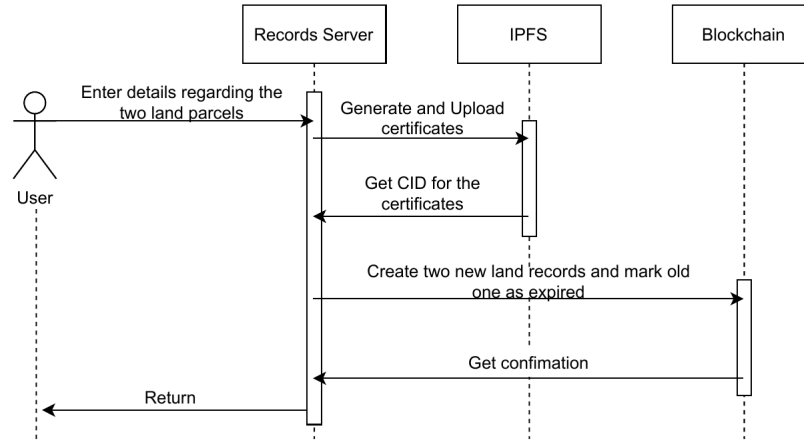 Records Server
IPFS
Blockchain
Enter details regarding the
two land parcels
Generate and Upload
certificates
User
Get CID for the
certificates
Create two new land records and mark old
one as expired
Get confimation
Return